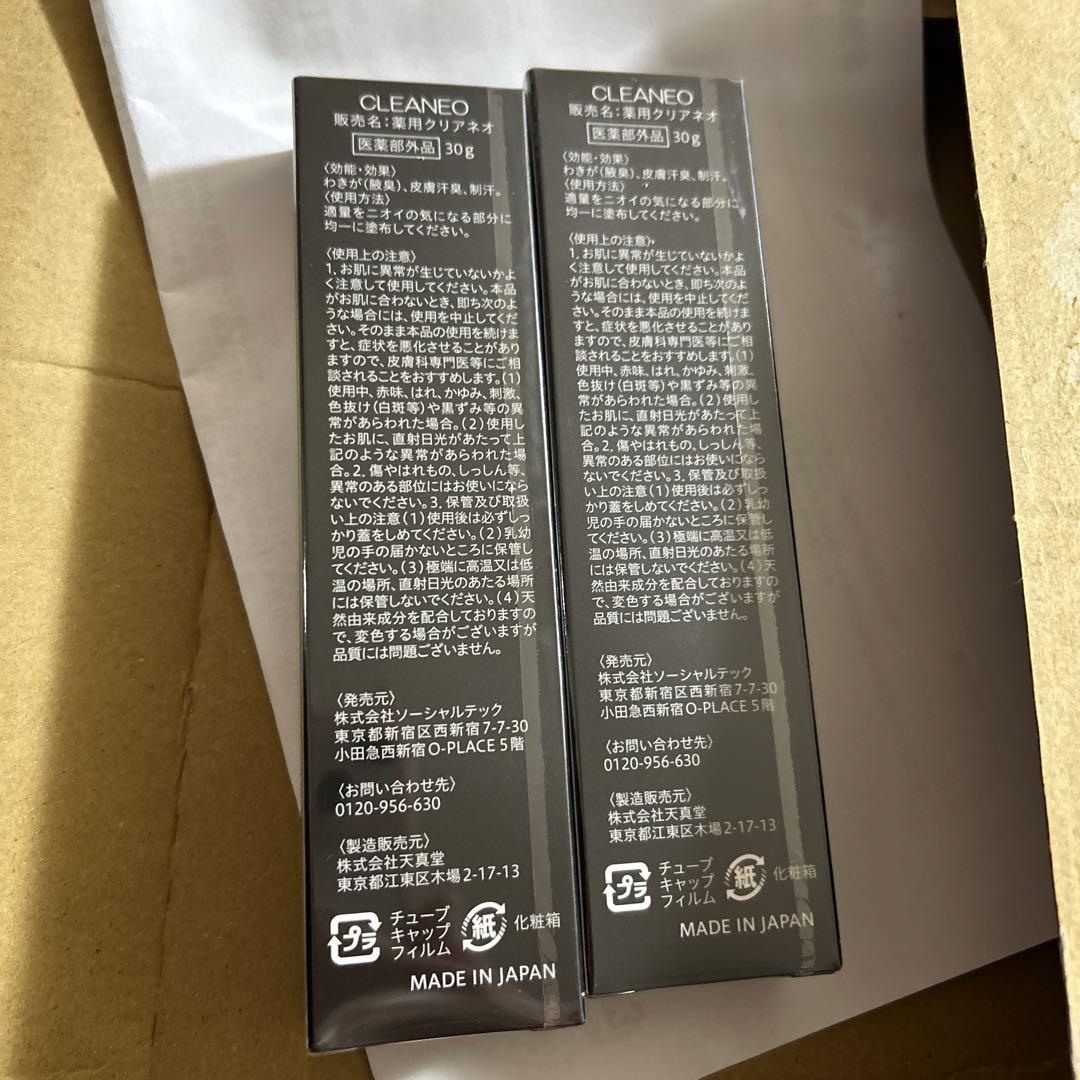 CLEANEO
販売名：薬用クリアネオ
医薬部外品 30g
〈効能・効果〉
わきが（腋臭）、皮膚汗臭、制汗。
〈使用方法〉
適量をニオイの気になる部分に
均一に塗布してください。
〈使用上の注意〉
1. お肌に異常が生じていないかよ
く注意して使用してください。本品
がお肌に合わないとき、即ち次のよ
うな場合には、使用を中止してくだ
さい。そのまま本品の使用を続けま
すと、症状を悪化させることがあり
ますので、皮膚科専門医等にご相
談されることをおすすめします。（1）
使用中、赤味、はれ、かゆみ、刺激、
色抜け（白斑等）や黒ずみ等の異
常があらわれた場合。（2）使用し
たお肌に、直射日光があたって上
記のような異常があらわれた場
合。2. 傷やはれもの、しっしん等、
異常のある部位にはお使いになら
ないでください。3. 保管及び取扱
い上の注意（1）使用後は必ずしっ
かり蓋をしめてください。（2）乳幼
児の手の届かないところに保管し
てください。（3）極端に高温又は低
温の場所、直射日光のあたる場所
には保管しないでください。（4）天
然由来成分を配合しておりますの
で、変色する場合がございますが
品質には問題ございません。
〈発売元〉
株式会社ソーシャルテック
東京都新宿区西新宿7-7-30
小田急西新宿O-PLACE 5階
〈お問い合わせ先〉
0120-956-630
〈製造販売元〉
株式会社天真堂
東京都江東区木場2-17-13
プラ
チューブ
キャップ
フィルム
紙
化粧箱
MADE IN JAPAN
CLEANEO
販売名：薬用クリアネオ
医薬部外品 30g
〈効能・効果〉
わきが（腋臭）、皮膚汗臭、制汗。
〈使用方法〉
適量をニオイの気になる部分に
均一に塗布してください。
〈使用上の注意〉
1. お肌に異常が生じていないかよ
く注意して使用してください。本品
がお肌に合わないとき、即ち次のよ
うな場合には、使用を中止してくだ
さい。そのまま本品の使用を続けま
すと、症状を悪化させることがあり
ますので、皮膚科専門医等にご相
談されることをおすすめします。（1）
使用中、赤味、はれ、かゆみ、刺激、
色抜け（白斑等）や黒ずみ等の異
常があらわれた場合。（2）使用し
たお肌に、直射日光があたって上
記のような異常があらわれた場
合。2. 傷やはれもの、しっしん等、
異常のある部位にはお使いになら
ないでください。3. 保管及び取扱
い上の注意（1）使用後は必ずしっ
かり蓋をしめてください。（2）乳幼
児の手の届かないところに保管し
てください。（3）極端に高温又は低
温の場所、直射日光のあたる場所
には保管しないでください。（4）天
然由来成分を配合しておりますの
で、変色する場合がございますが
品質には問題ございません。
〈発売元〉
株式会社ソーシャルテック
東京都新宿区西新宿7-7-30
小田急西新宿O-PLACE 5階
〈お問い合わせ先〉
0120-956-630
〈製造販売元〉
株式会社天真堂
東京都江東区木場2-17-13
プラ
チューブ
キャップ
フィルム
紙
化粧箱
MADE IN JAPAN